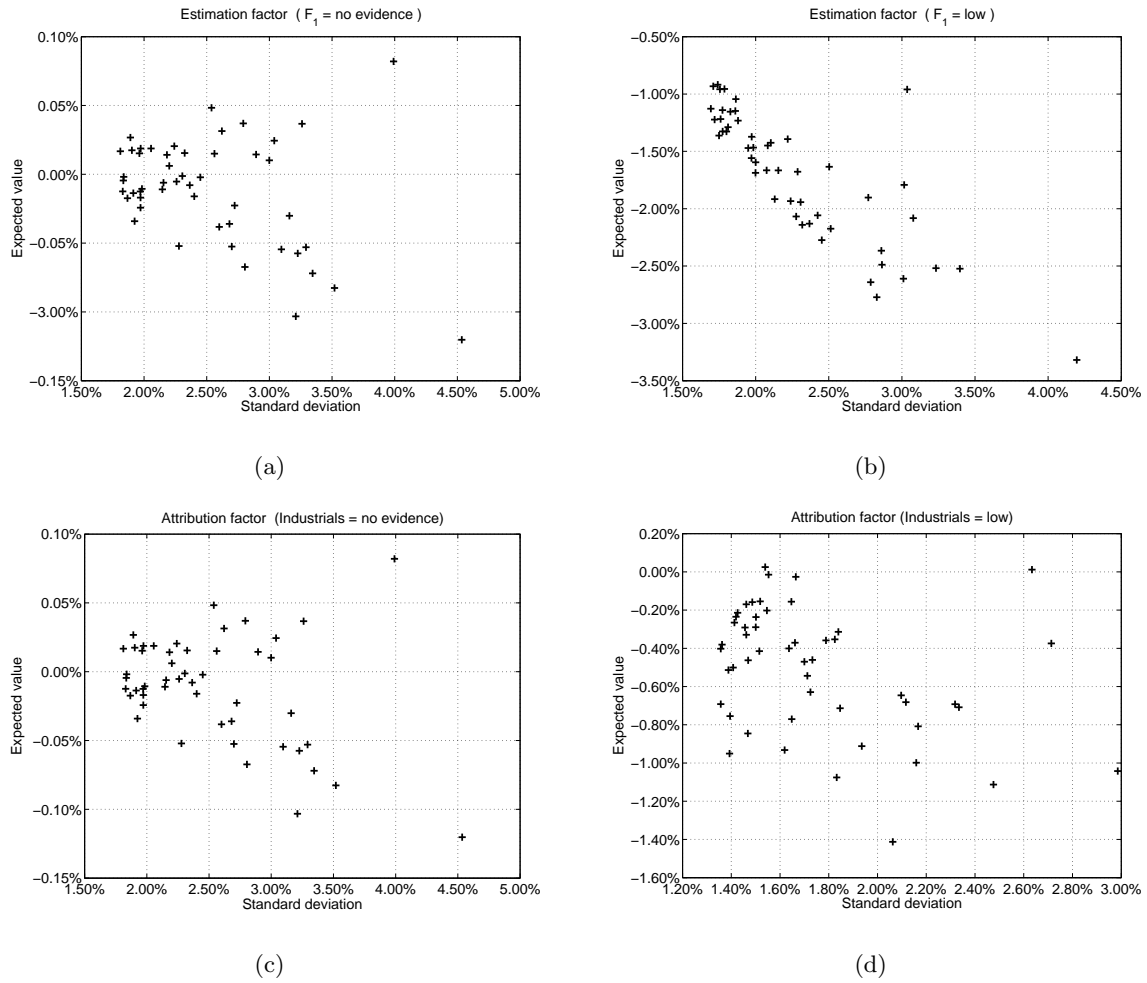 Estimation factor ( F1 = no evidence )
0.10%
0.05%
0.00%
−0.05%
−3.00%
−0.15%
Expected value
1.50% 2.00% 2.50% 3.00% 3.50% 4.00% 4.50% 5.00%
Standard deviation
(a)
Estimation factor ( F1 = low )
−0.50%
−1.00%
−1.50%
−2.00%
−2.50%
−3.00%
−3.50%
Expected value
1.50% 2.00% 2.50% 3.00% 3.50% 4.00% 4.50%
Standard deviation
(b)
Attribution factor (Industrials = no evidence)
0.10%
0.05%
0.00%
−0.05%
−0.10%
−0.15%
Expected value
1.50% 2.00% 2.50% 3.00% 3.50% 4.00% 4.50% 5.00%
Standard deviation
(c)
Attribution factor (Industrials = low)
0.20%
0.00%
−0.20%
−0.40%
−0.60%
−0.80%
−1.00%
−1.20%
−1.40%
−1.60%
Expected value
1.20% 1.40% 1.60% 1.80% 2.00% 2.20% 2.40% 2.60% 2.80% 3.00%
Standard deviation
(d)